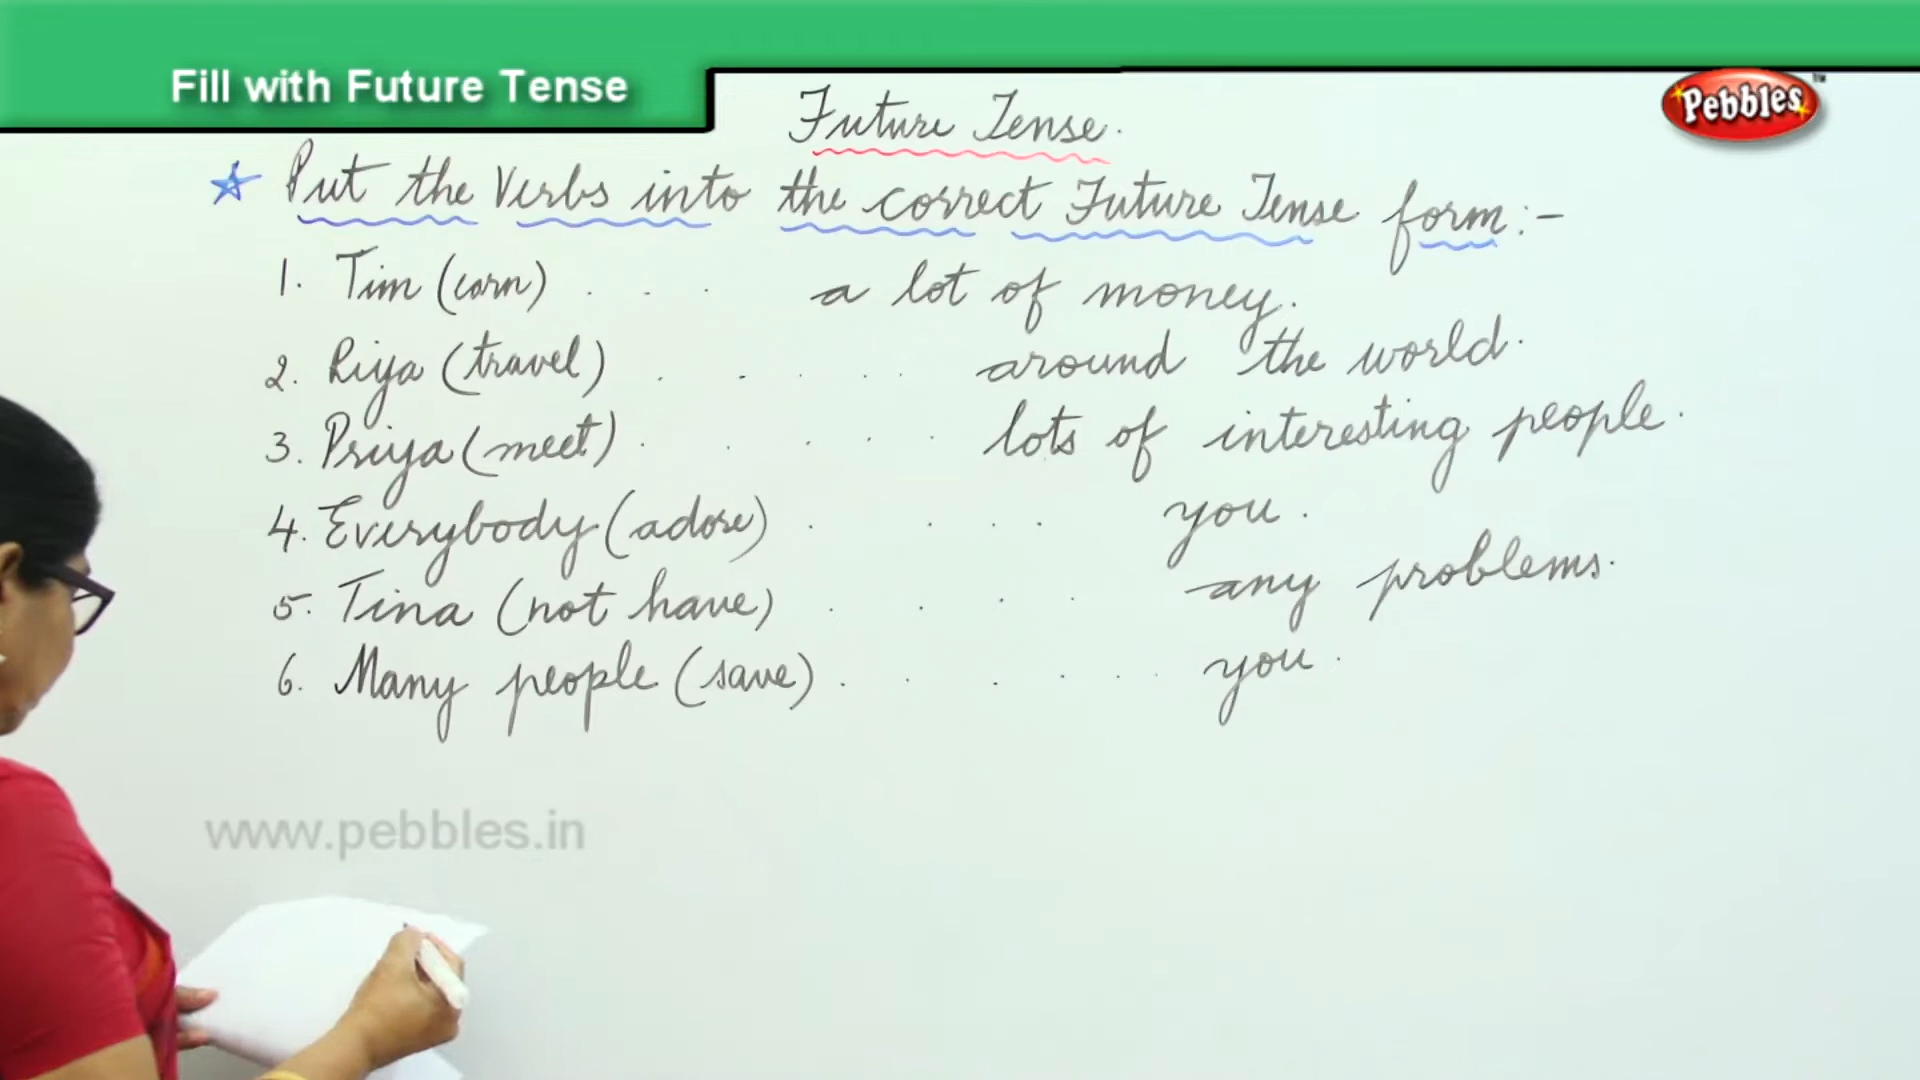 Fill with Future Tense
Pebbles™
Future Tense.
Put the Verbs into the correct Future Tense form:-
1. Tim (earn) . . . a lot of money.
2. Riya (travel) . . . . . around the world.
3. Priya (meet) . . . . . lots of interesting people.
4. Everybody (adore) . . . . you.
5. Tina (not have) . . . . any problems.
6. Many people (save) . . . . . . you.
www.pebbles.in